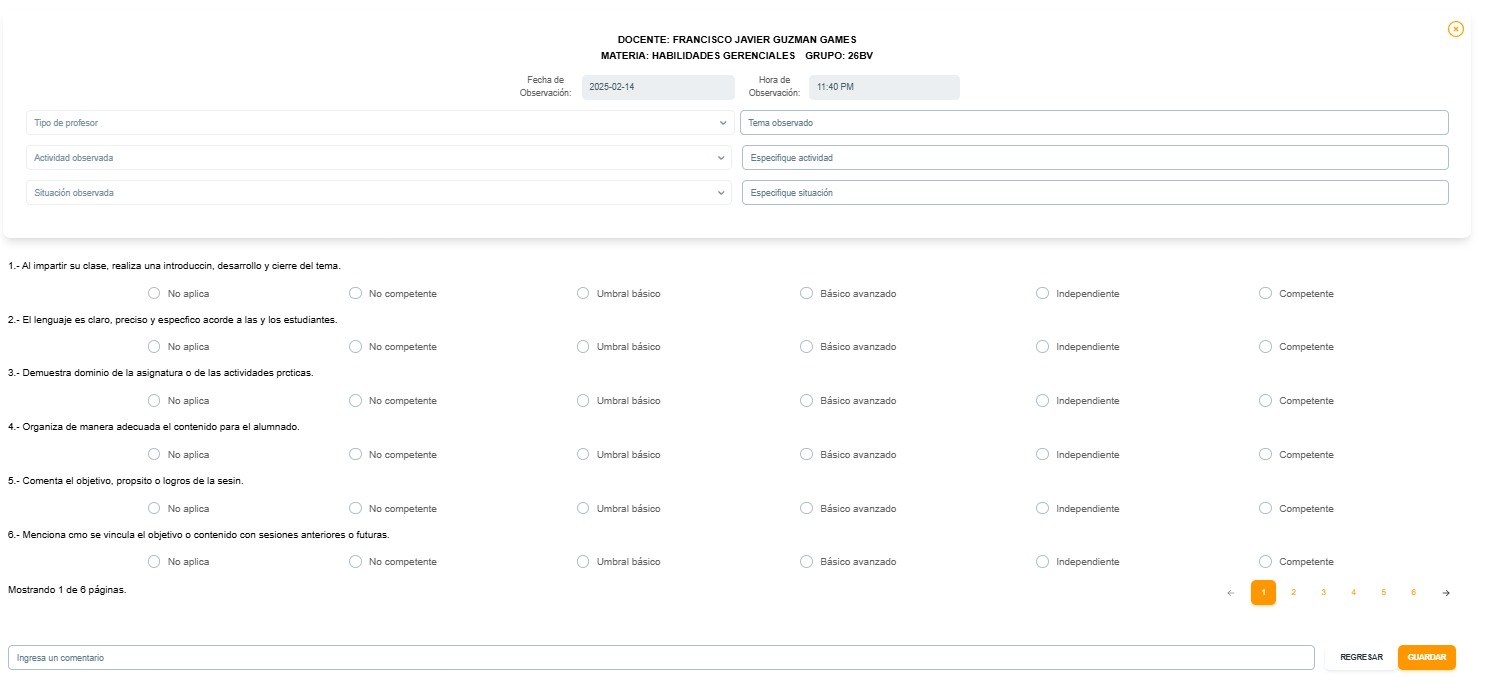 DOCENTE: FRANCISCO JAVIER GUZMAN GAMES
MATERIA: HABILIDADES GERENCIALES GRUPO: 26BV
Fecha de Observación: 2025-02-14 Hora de Observación: 11:40 PM
Tipo de profesor Tema observado
Actividad observada Especifique actividad
Situación observada Especifique situación
1.- Al impartir su clase, realiza una introduccin, desarrollo y cierre del tema.
No aplica No competente Umbral básico Básico avanzado Independiente Competente
2.- El lenguaje es claro, preciso y especfico acorde a las y los estudiantes.
No aplica No competente Umbral básico Básico avanzado Independiente Competente
3.- Demuestra dominio de la asignatura o de las actividades prcticas.
No aplica No competente Umbral básico Básico avanzado Independiente Competente
4.- Organiza de manera adecuada el contenido para el alumnado.
No aplica No competente Umbral básico Básico avanzado Independiente Competente
5.- Comenta el objetivo, propsito o logros de la sesin.
No aplica No competente Umbral básico Básico avanzado Independiente Competente
6.- Menciona cmo se vincula el objetivo o contenido con sesiones anteriores o futuras.
No aplica No competente Umbral básico Básico avanzado Independiente Competente
Mostrando 1 de 6 páginas. ← 1 2 3 4 5 6 →
Ingresa un comentario REGRESAR GUARDAR